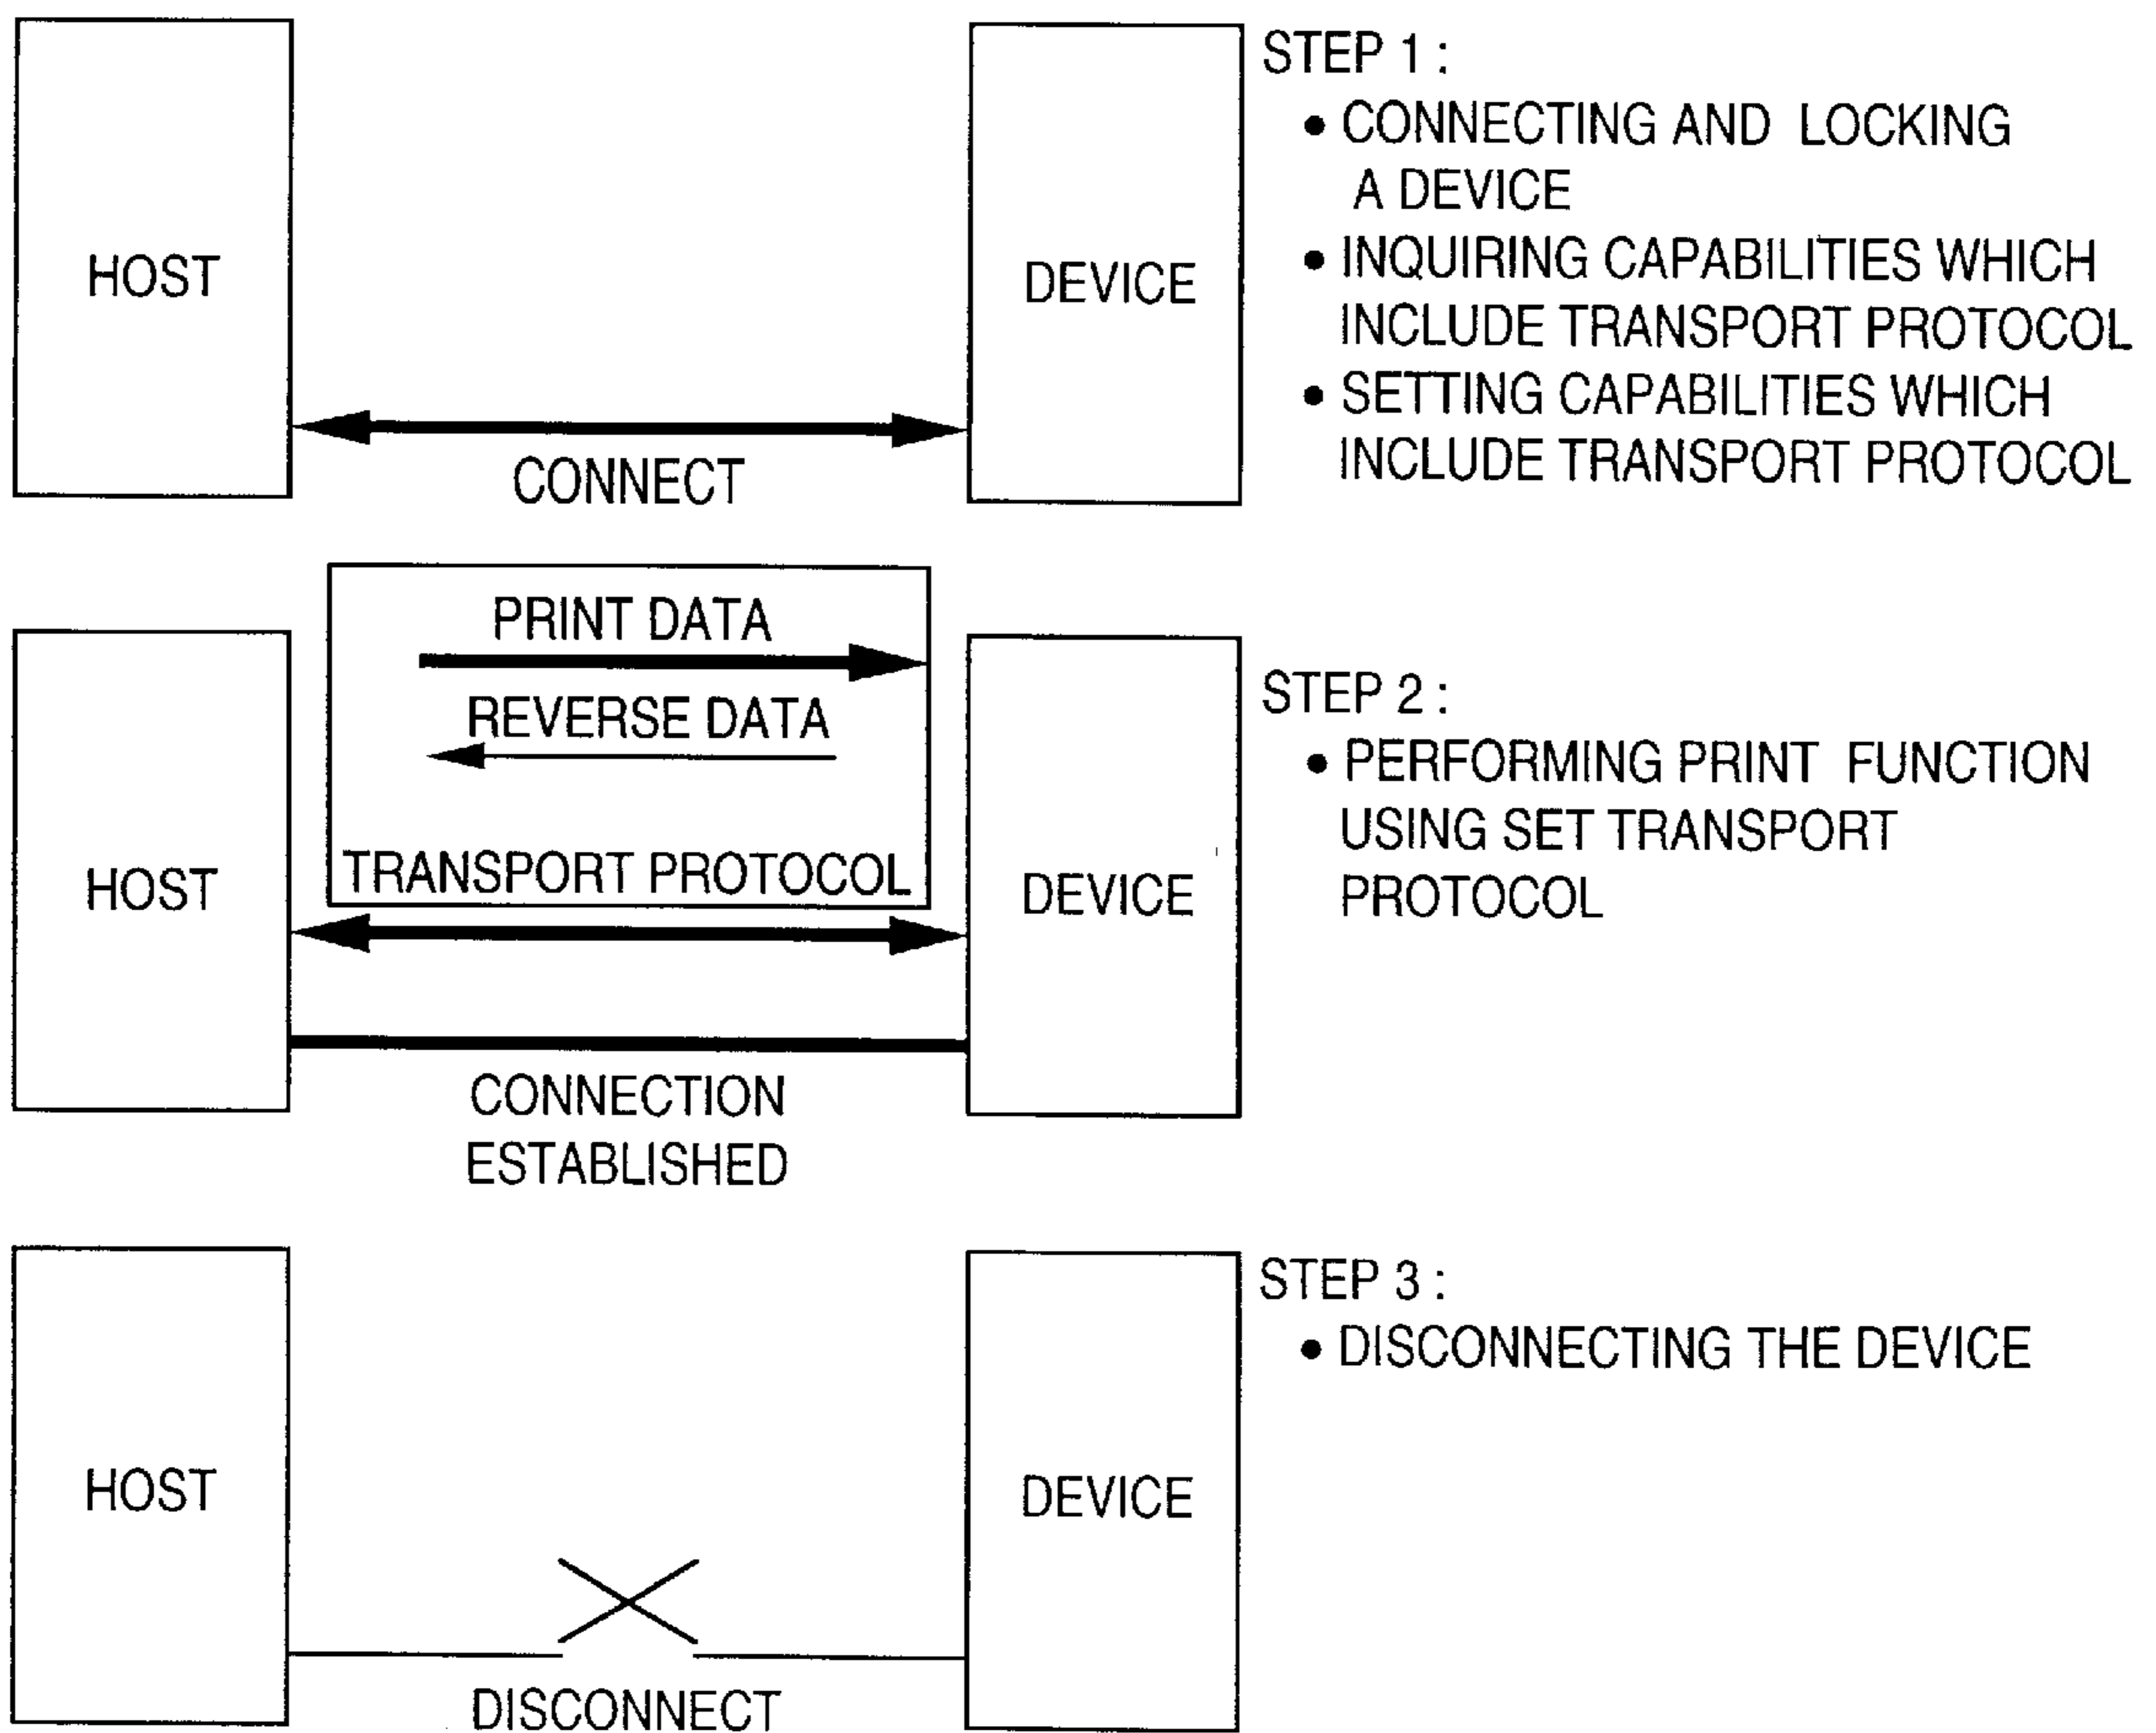 HOST
CONNECT
DEVICE
STEP 1 :
• CONNECTING AND LOCKING
A DEVICE
• INQUIRING CAPABILITIES WHICH
INCLUDE TRANSPORT PROTOCOL
• SETTING CAPABILITIES WHICH
INCLUDE TRANSPORT PROTOCOL
HOST
PRINT DATA
REVERSE DATA
TRANSPORT PROTOCOL
CONNECTION
ESTABLISHED
DEVICE
STEP 2 :
• PERFORMING PRINT FUNCTION
USING SET TRANSPORT
PROTOCOL
HOST
DISCONNECT
DEVICE
STEP 3 :
• DISCONNECTING THE DEVICE